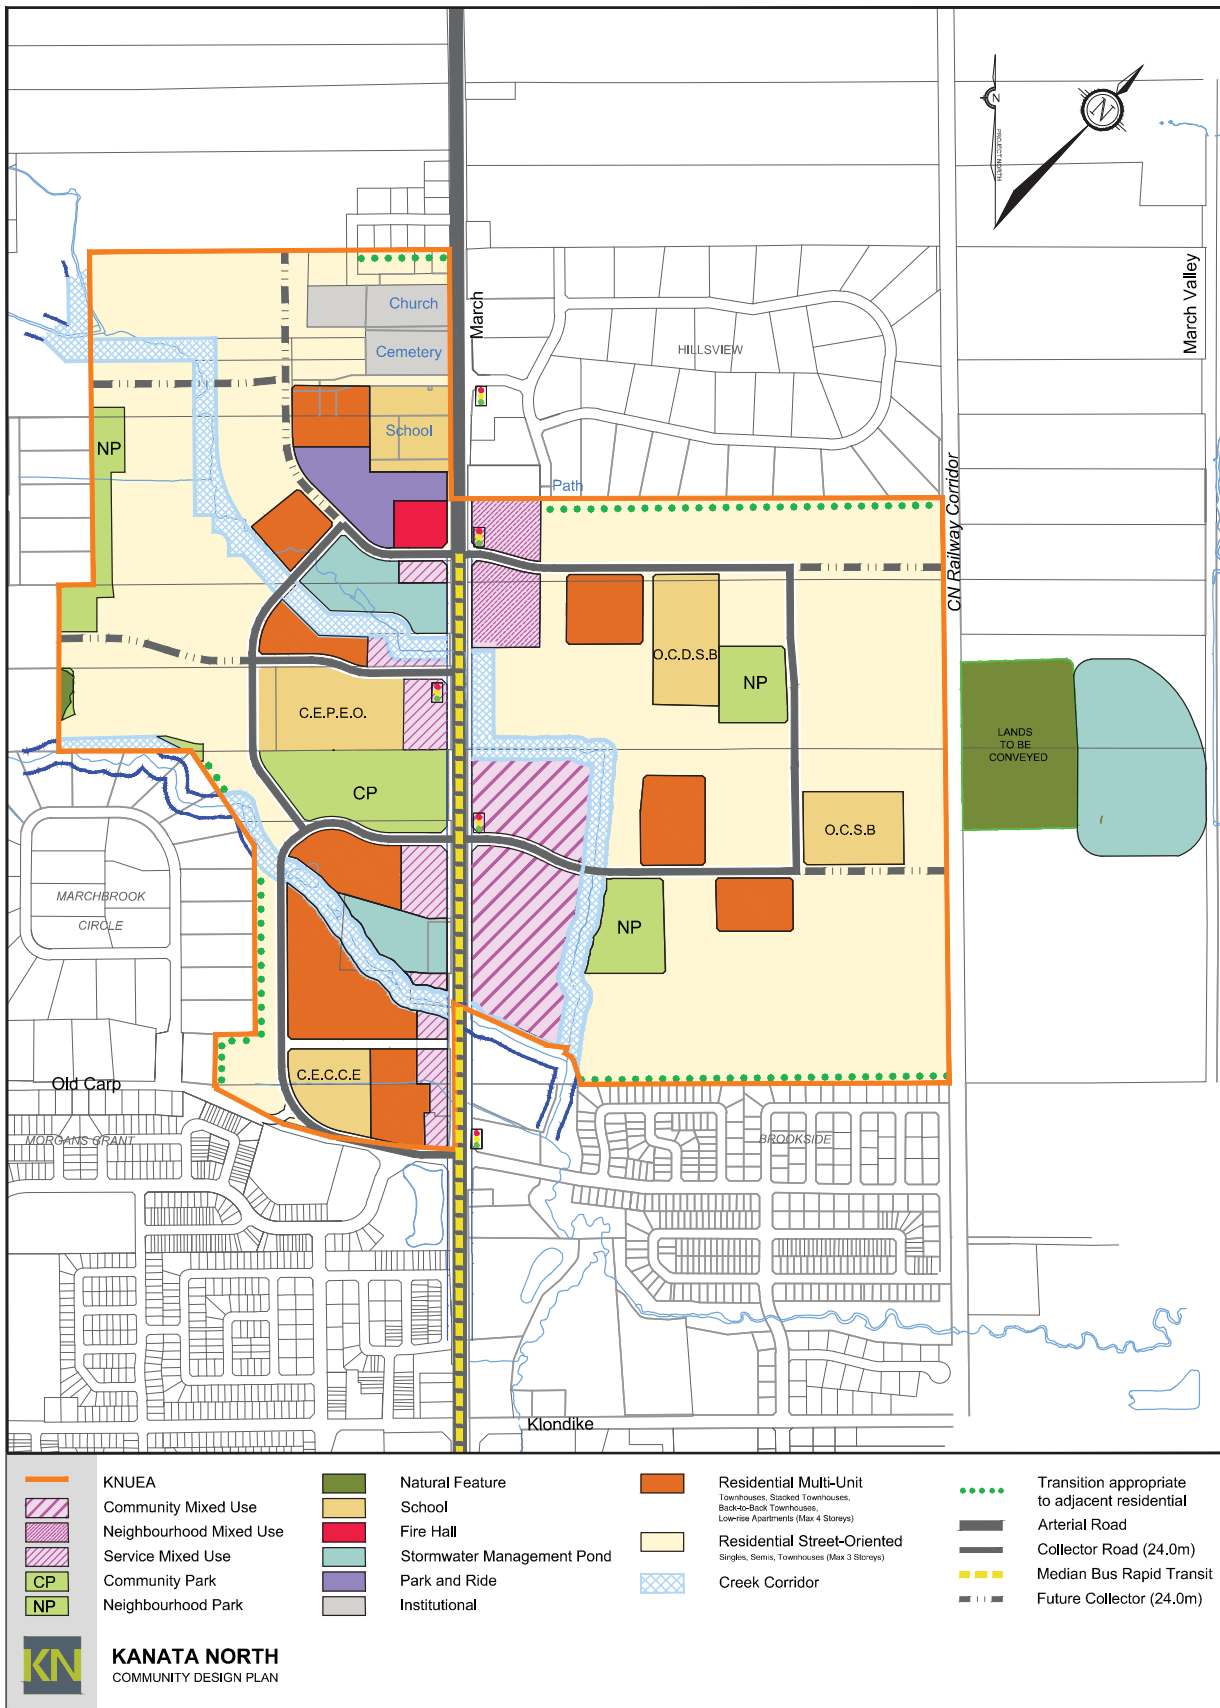 N
PROJECT NORTH
N
March Valley
Church
March
Cemetery
HILLSVIEW
School
NP
Path
CN Railway Corridor
O.C.D.S.B
NP
C.E.P.E.O.
LANDS
TO BE
CONVEYED
CP
O.C.S.B
MARCHBROOK
CIRCLE
NP
C.E.C.C.E
Old Carp
MORGANS GRANT
BROOKSIDE
Klondike
KNUEA
Community Mixed Use
Neighbourhood Mixed Use
Service Mixed Use
CP Community Park
NP Neighbourhood Park
Natural Feature
School
Fire Hall
Stormwater Management Pond
Park and Ride
Institutional
Residential Multi-Unit
Townhouses, Stacked Townhouses,
Back-to-Back Townhouses,
Low-rise Apartments (Max 4 Storeys)
Residential Street-Oriented
Singles, Semis, Townhouses (Max 3 Storeys)
Creek Corridor
Transition appropriate
to adjacent residential
Arterial Road
Collector Road (24.0m)
Median Bus Rapid Transit
Future Collector (24.0m)
KN
KANATA NORTH
COMMUNITY DESIGN PLAN